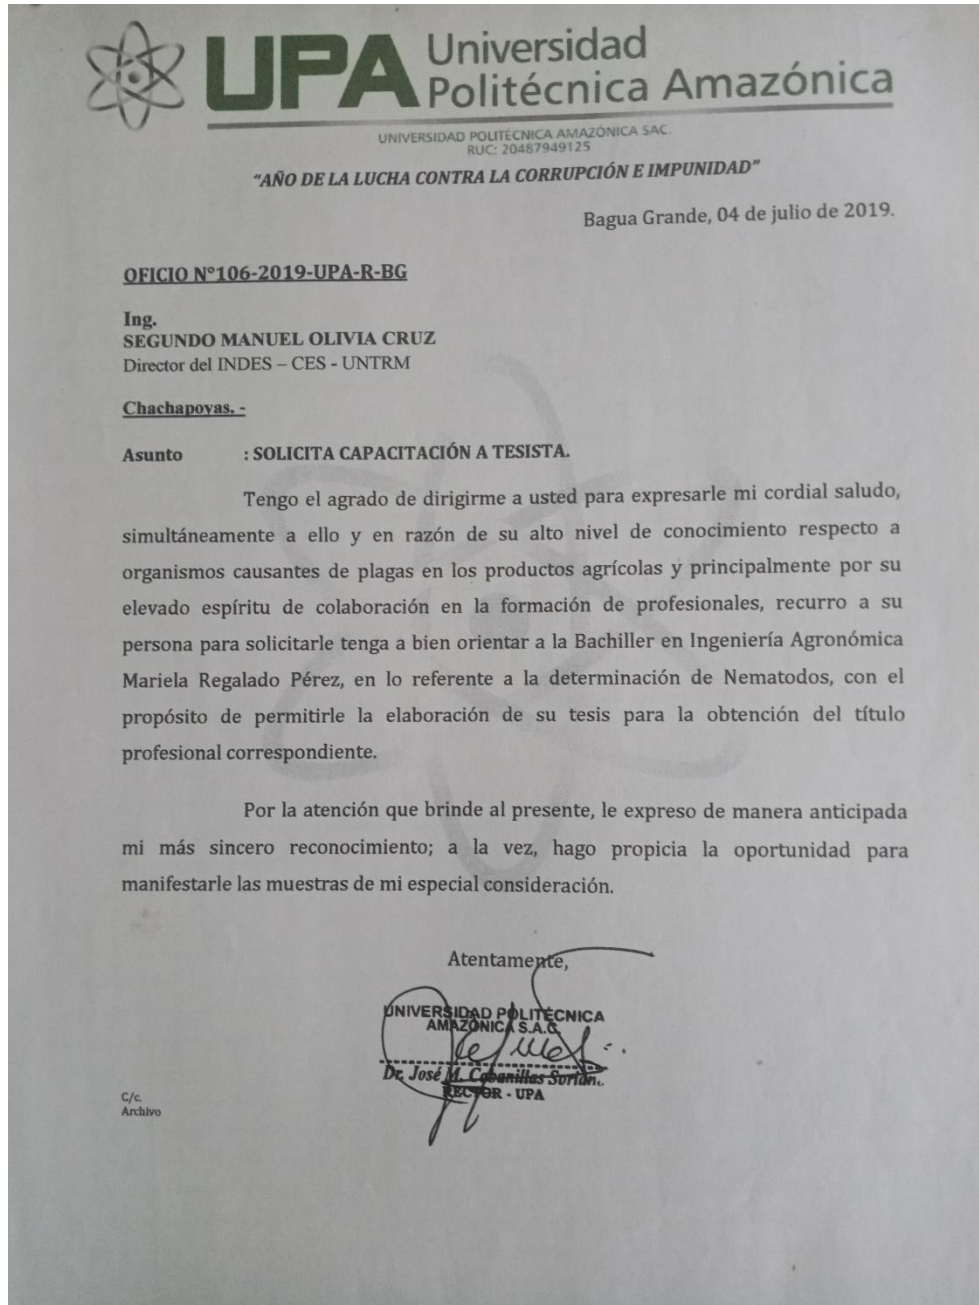 UPA Universidad
Politécnica Amazónica
UNIVERSIDAD POLITÉCNICA AMAZÓNICA SAC.
RUC: 20487949125
"AÑO DE LA LUCHA CONTRA LA CORRUPCIÓN E IMPUNIDAD"
Bagua Grande, 04 de julio de 2019.
OFICIO N°106-2019-UPA-R-BG
Ing.
SEGUNDO MANUEL OLIVIA CRUZ
Director del INDES – CES - UNTRM
Chachapoyas. -
Asunto : SOLICITA CAPACITACIÓN A TESISTA.
Tengo el agrado de dirigirme a usted para expresarle mi cordial saludo,
simultáneamente a ello y en razón de su alto nivel de conocimiento respecto a
organismos causantes de plagas en los productos agrícolas y principalmente por su
elevado espíritu de colaboración en la formación de profesionales, recurro a su
persona para solicitarle tenga a bien orientar a la Bachiller en Ingeniería Agronómica
Mariela Regalado Pérez, en lo referente a la determinación de Nematodos, con el
propósito de permitirle la elaboración de su tesis para la obtención del título
profesional correspondiente.
Por la atención que brinde al presente, le expreso de manera anticipada
mi más sincero reconocimiento; a la vez, hago propicia la oportunidad para
manifestarle las muestras de mi especial consideración.
Atentamente,
UNIVERSIDAD POLITÉCNICA
AMAZÓNICA S.A.C.
Dr. José M. Cabanillas
RECTOR - UPA
C/c.
Archivo